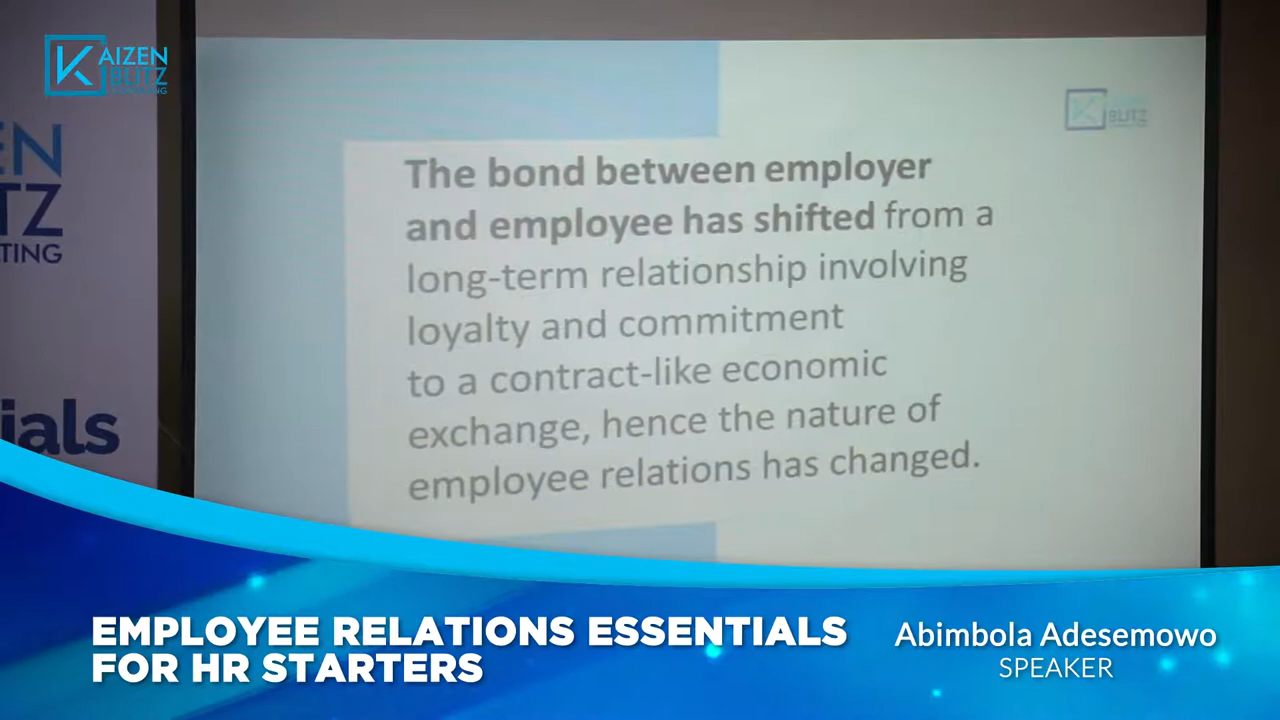 KAIZEN
BLITZ
CONSULTING
BLITZ
EN
TZ
TING
ials
The bond between employer
and employee has shifted from a
long-term relationship involving
loyalty and commitment
to a contract-like economic
exchange, hence the nature of
employee relations has changed.
EMPLOYEE RELATIONS ESSENTIALS
FOR HR STARTERS
Abimbola Adesemowo
SPEAKER